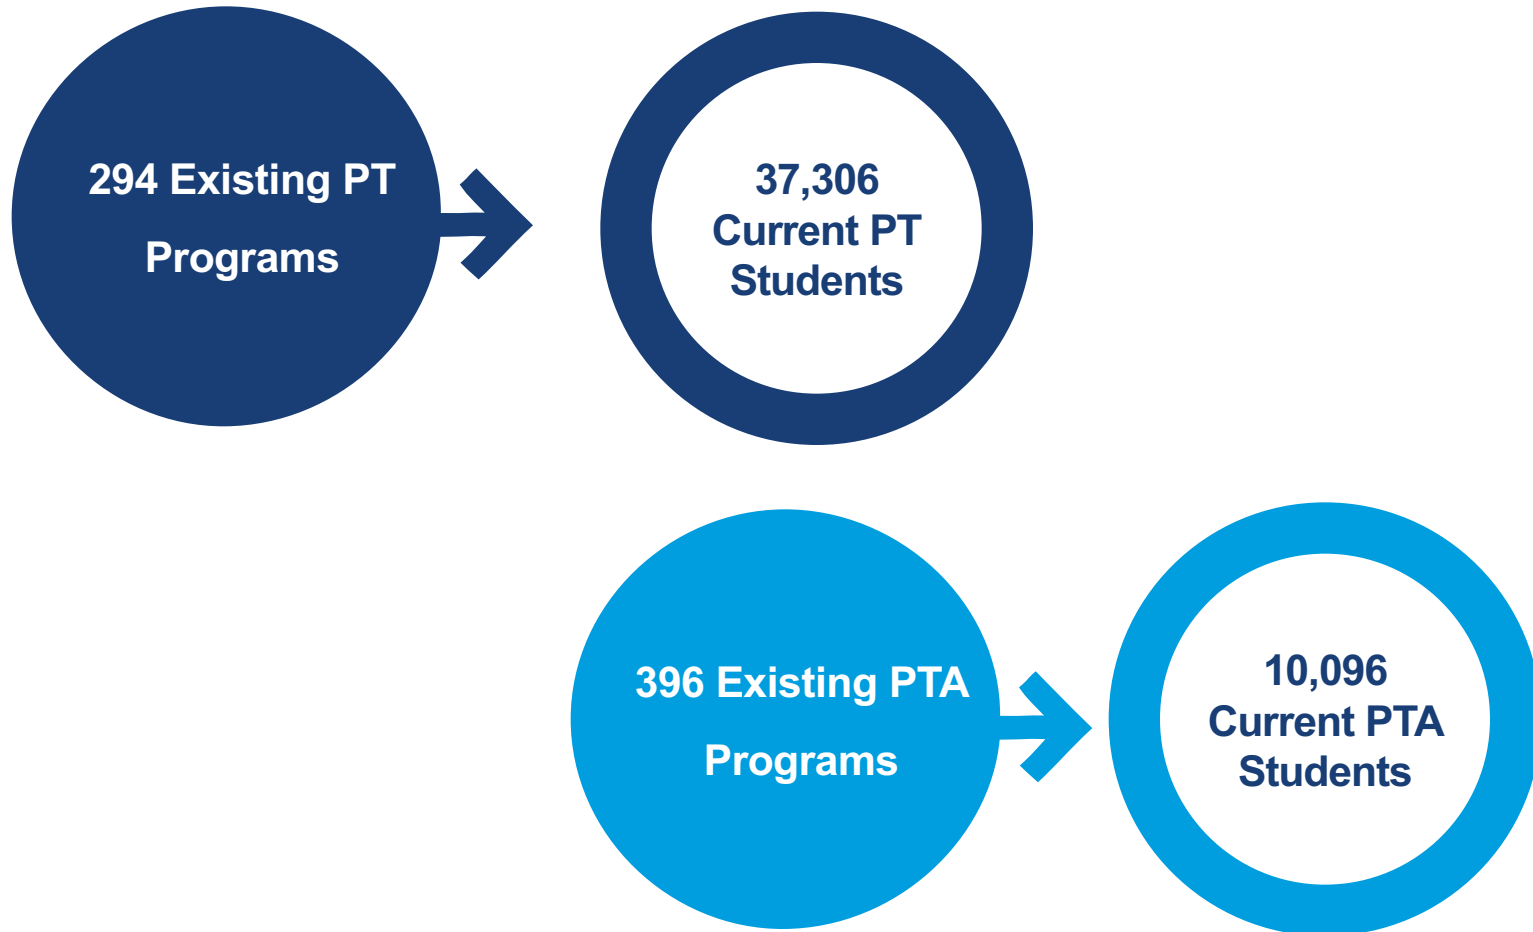 294 Existing PT
Programs
37,306
Current PT
Students
396 Existing PTA
Programs
10,096
Current PTA
Students